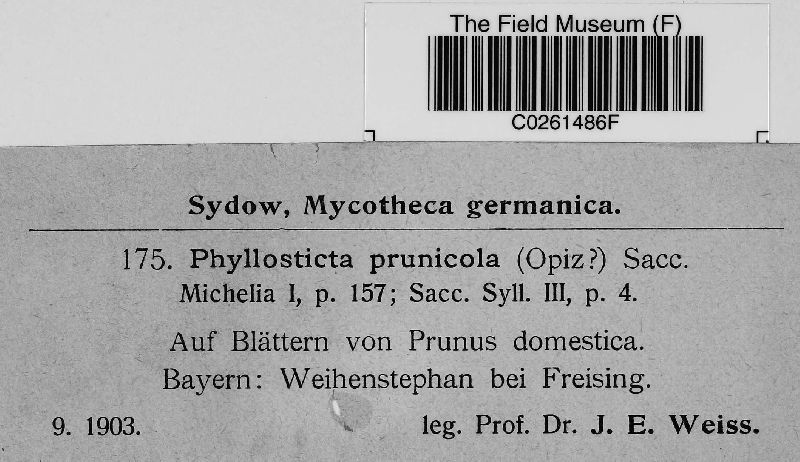 The Field Museum (F)
C0261486F
Sydow, Mycotheca germanica.
175. Phyllosticta prunicola (Opiz?) Sacc.
Michelia I, p. 157; Sacc. Syll. III, p. 4.
Auf Blättern von Prunus domestica.
Bayern: Weihenstephan bei Freising.
9. 1903. leg. Prof. Dr. J. E. Weiss.